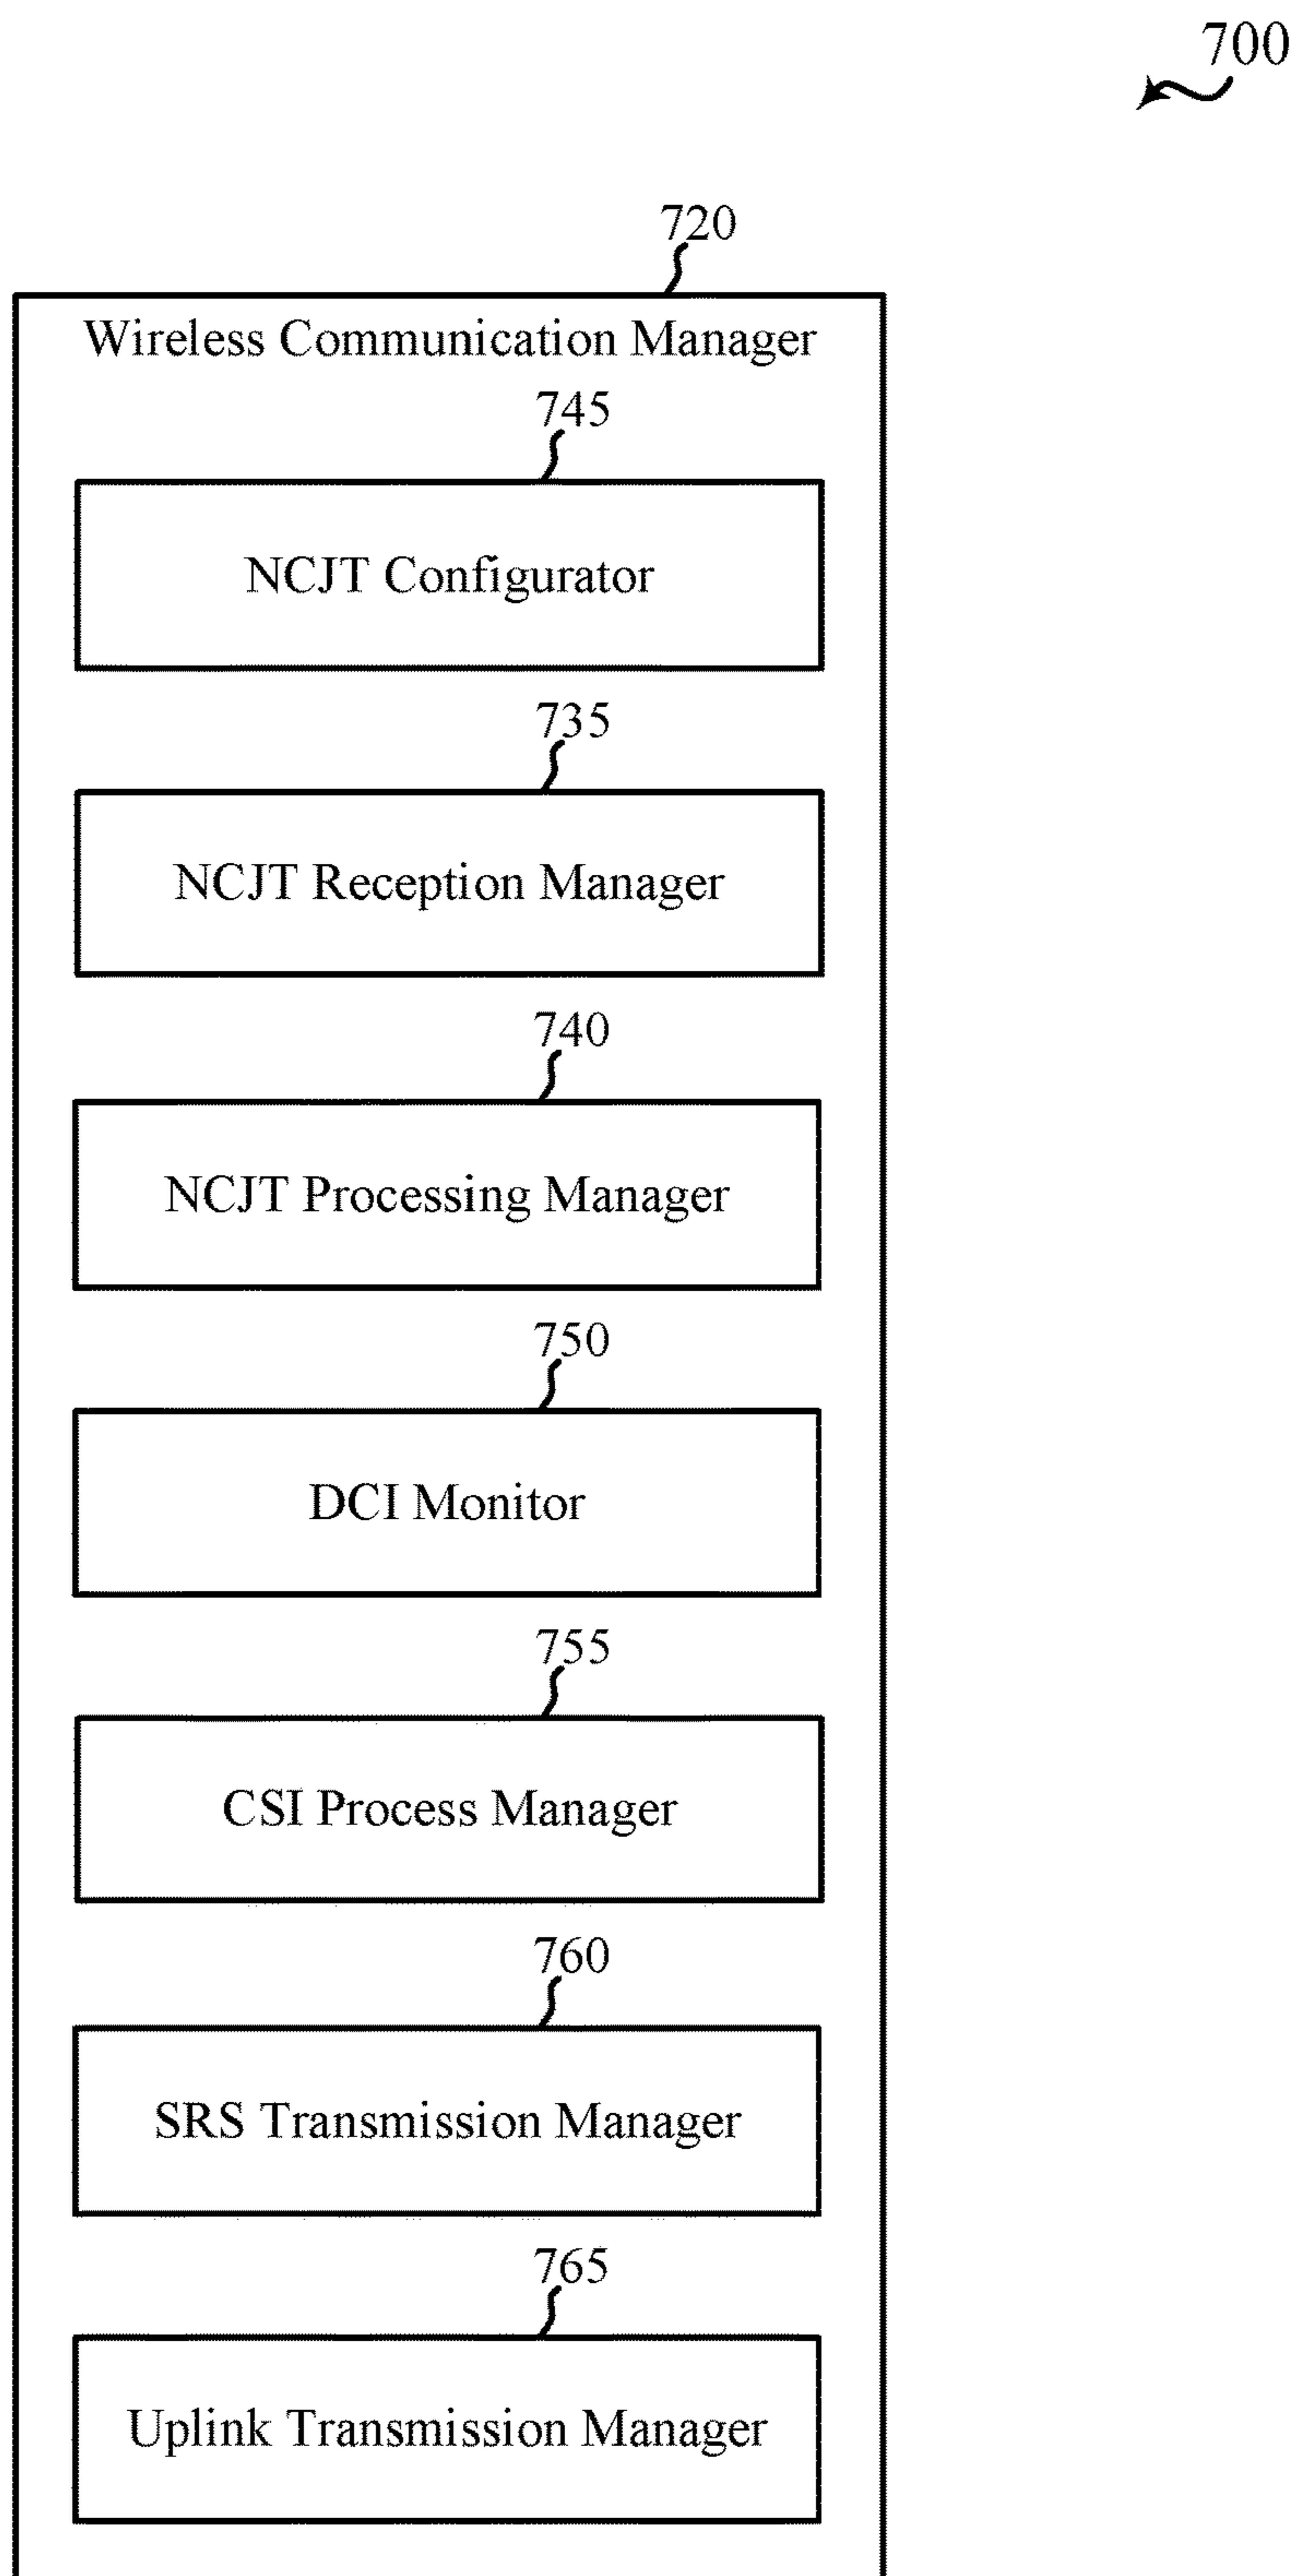 700
720
Wireless Communication Manager
745
NCJT Configurator
735
NCJT Reception Manager
740
NCJT Processing Manager
750
DCI Monitor
755
CSI Process Manager
760
SRS Transmission Manager
765
Uplink Transmission Manager